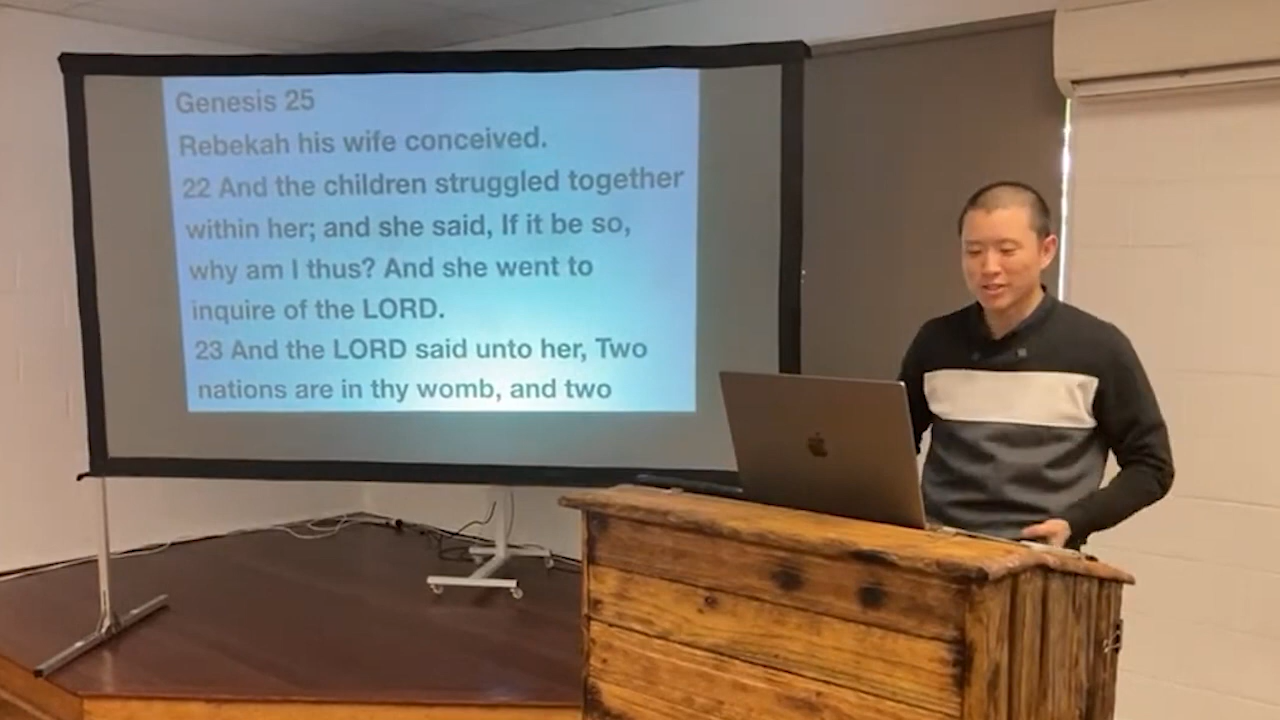 Genesis 25
Rebekah his wife conceived.
22 And the children struggled together
within her; and she said, If it be so,
why am I thus? And she went to
inquire of the LORD.
23 And the LORD said unto her, Two
nations are in thy womb, and two